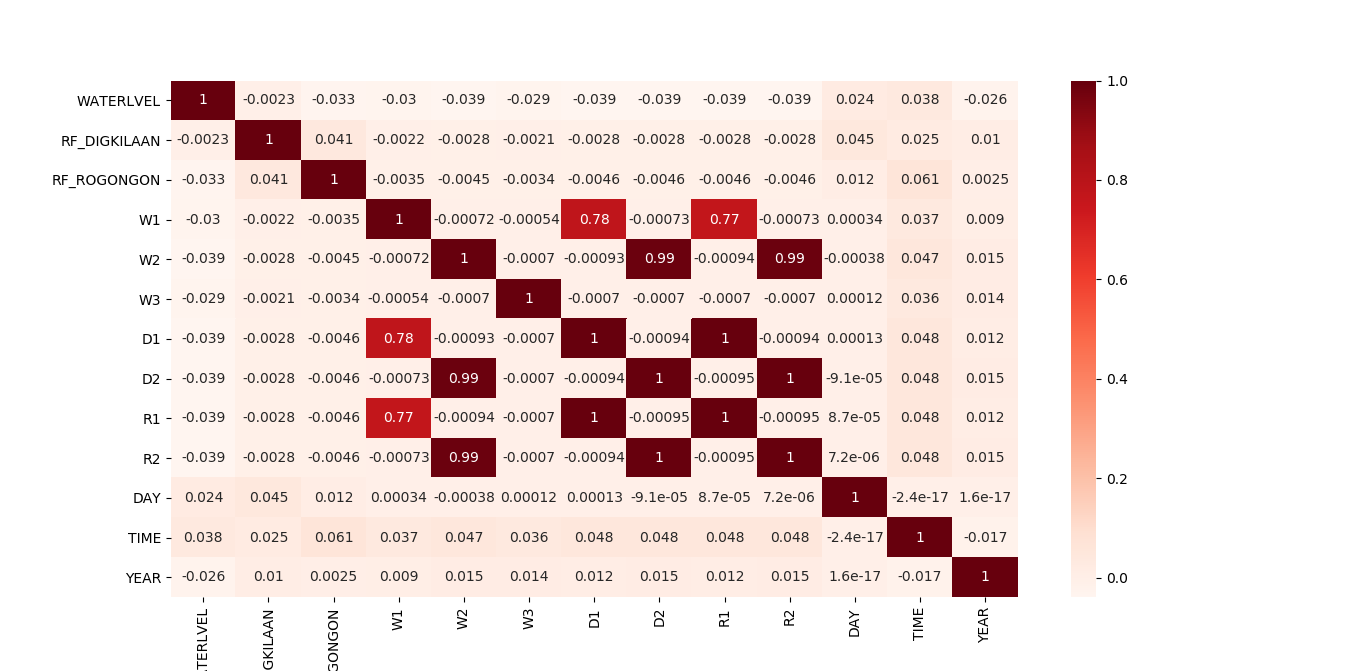 WATERLVEL 1 -0.0023 -0.033 -0.03 -0.039 -0.029 -0.039 -0.039 -0.039 -0.039 0.024 0.038 -0.026 1.0
RF_DIGKILAAN -0.0023 1 0.041 -0.0022 -0.0028 -0.0021 -0.0028 -0.0028 -0.0028 -0.0028 0.045 0.025 0.01
RF_ROGONGON -0.033 0.041 1 -0.0035 -0.0045 -0.0034 -0.0046 -0.0046 -0.0046 -0.0046 0.012 0.061 0.0025 0.8
W1 -0.03 -0.0022 -0.0035 1 -0.00072 -0.00054 0.78 -0.00073 0.77 -0.00073 0.00034 0.037 0.009
W2 -0.039 -0.0028 -0.0045 -0.00072 1 -0.0007 -0.00093 0.99 -0.00094 0.99 -0.00038 0.047 0.015
W3 -0.029 -0.0021 -0.0034 -0.00054 -0.0007 1 -0.0007 -0.0007 -0.0007 -0.0007 0.00012 0.036 0.014 0.6
D1 -0.039 -0.0028 -0.0046 0.78 -0.00093 -0.0007 1 -0.00094 1 -0.00094 0.00013 0.048 0.012
D2 -0.039 -0.0028 -0.0046 -0.00073 0.99 -0.0007 -0.00094 1 -0.00095 1 -9.1e-05 0.048 0.015 0.4
R1 -0.039 -0.0028 -0.0046 0.77 -0.00094 -0.0007 1 -0.00095 1 -0.00095 8.7e-05 0.048 0.012
R2 -0.039 -0.0028 -0.0046 -0.00073 0.99 -0.0007 -0.00094 1 -0.00095 1 7.2e-06 0.048 0.015 0.2
DAY 0.024 0.045 0.012 0.00034 -0.00038 0.00012 0.00013 -9.1e-05 8.7e-05 7.2e-06 1 -2.4e-17 1.6e-17
TIME 0.038 0.025 0.061 0.037 0.047 0.036 0.048 0.048 0.048 0.048 -2.4e-17 1 -0.017
YEAR -0.026 0.01 0.0025 0.009 0.015 0.014 0.012 0.015 0.012 0.015 1.6e-17 -0.017 1 0.0
TERLVEL GKILAAN GONGON W1 W2 W3 D1 D2 R1 R2 DAY TIME YEAR